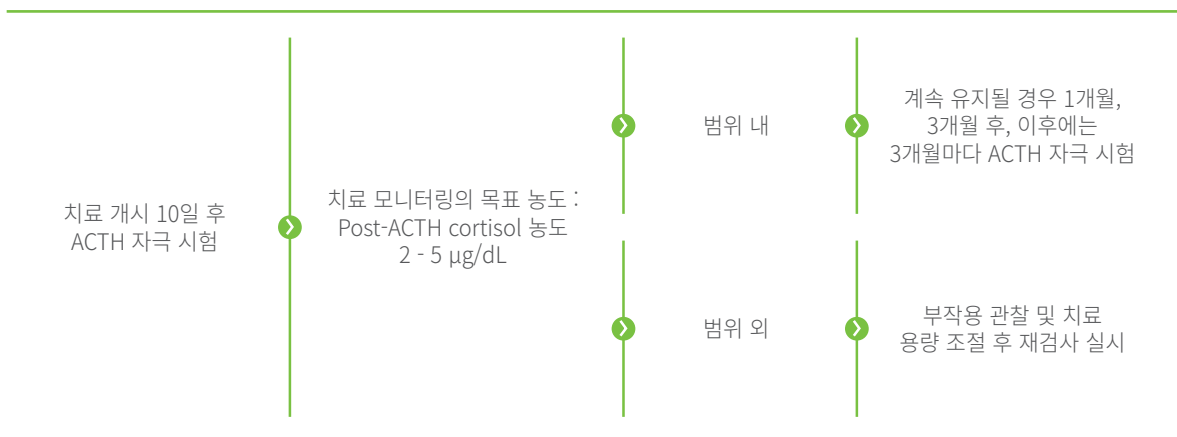 치료 개시 10일 후
ACTH 자극 시험
치료 모니터링의 목표 농도 :
Post-ACTH cortisol 농도
2 - 5 µg/dL
범위 내
계속 유지될 경우 1개월,
3개월 후, 이후에는
3개월마다 ACTH 자극 시험
범위 외
부작용 관찰 및 치료
용량 조절 후 재검사 실시